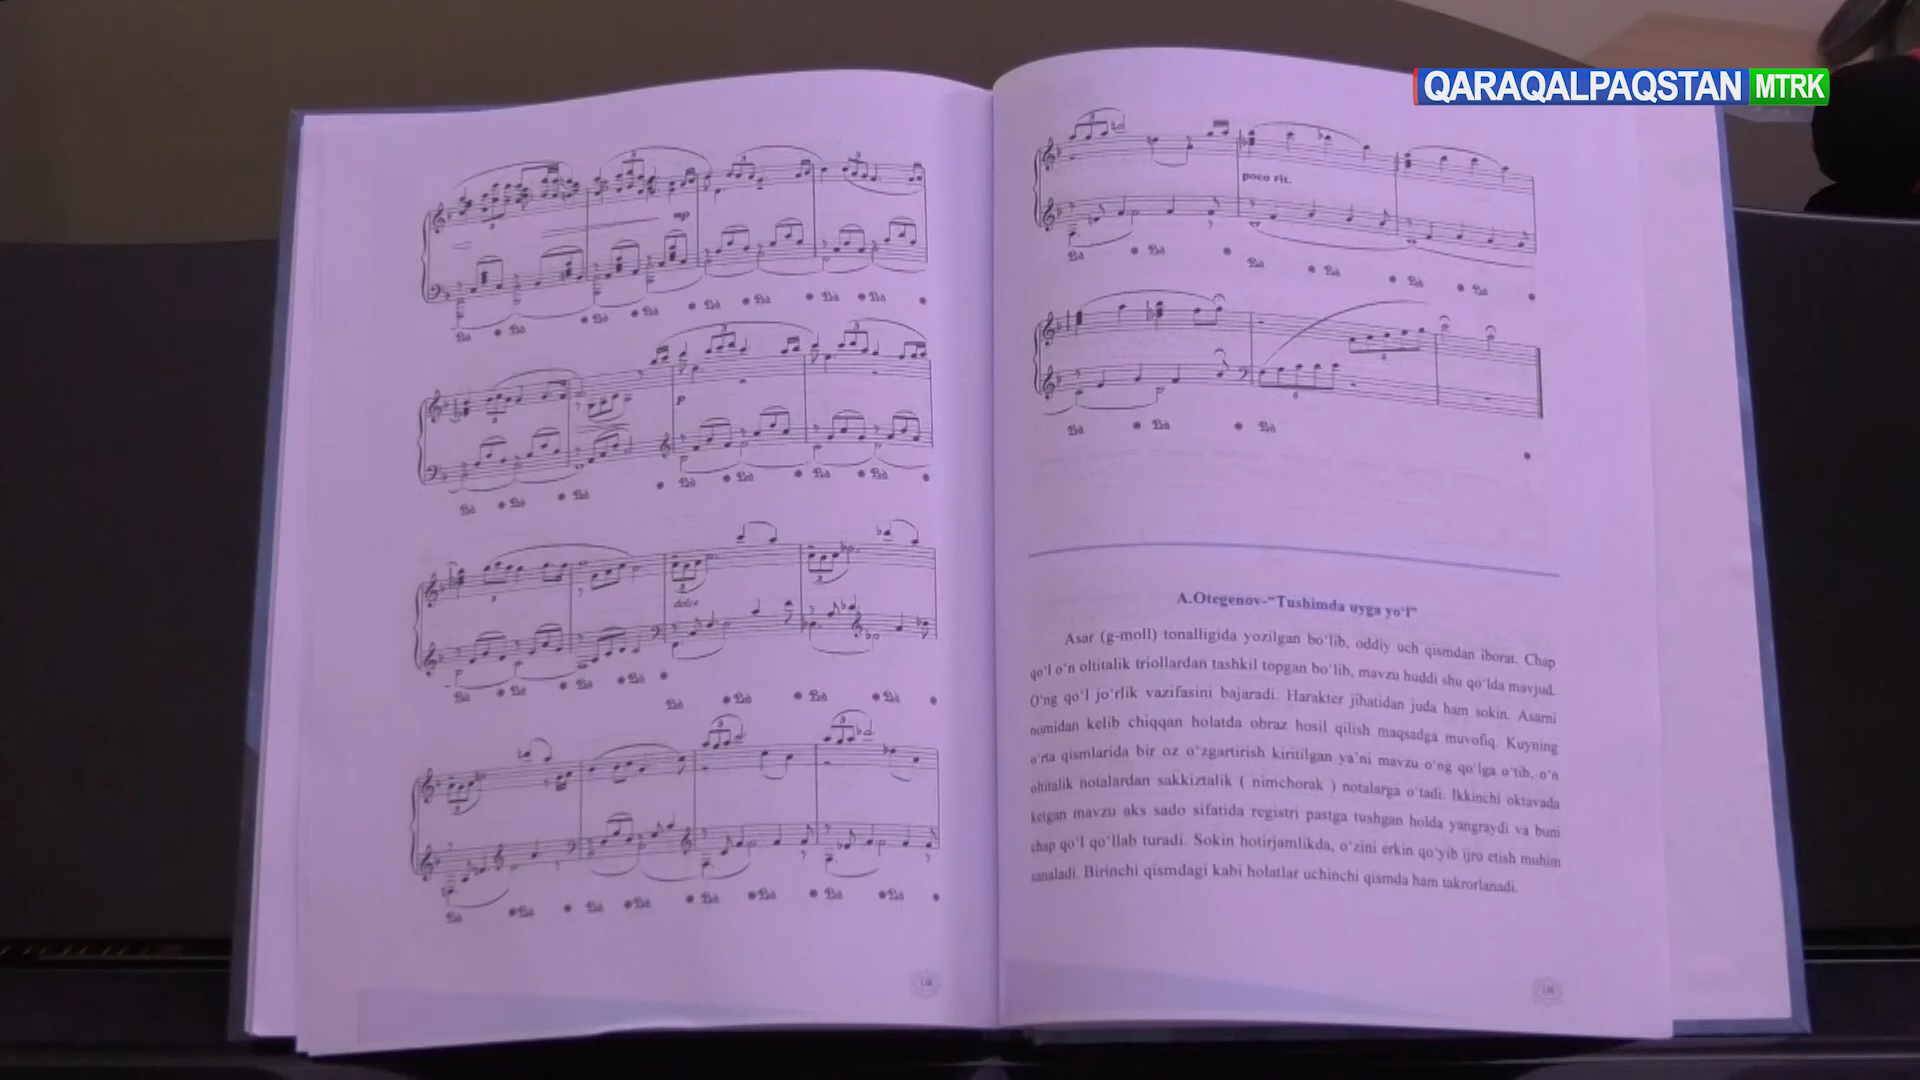 QARAQALPAQSTAN MTRK
mp
p
dolce
poco rit.
A.Otegenov-“Tushimda uyga yo‘l”
Asar (g-moll) tonalligida yozilgan bo‘lib, oddiy uch qismdan iborat. Chap
qo‘l o‘n oltitalik triollardan tashkil topgan bo‘lib, mavzu huddi shu qo‘lda mavjud.
O‘ng qo‘l jo‘rlik vazifasini bajaradi. Harakter jihatidan juda ham sokin. Asarni
nomidan kelib chiqqan holatda obraz hosil qilish maqsadga muvofiq. Kuyning
o‘rta qismlarida bir oz o‘zgartirish kiritilgan ya’ni mavzu o‘ng qo‘lga o‘tib, o‘n
oltitalik notalardan sakkiztalik ( nimchorak ) notalarga o‘tadi. Ikkinchi oktavada
ketgan mavzu aks sado sifatida registri pastga tushgan holda yangraydi va buni
chap qo‘l qo‘llab turadi. Sokin hotirjamlikda, o‘zini erkin qo‘yib ijro etish muhim
sanaladi. Birinchi qismdagi kabi holatlar uchinchi qismda ham takrorlanadi.